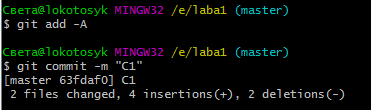 Света@lokotosyk MINGW32 /e/laba1 (master)
$ git add -A
Света@lokotosyk MINGW32 /e/laba1 (master)
$ git commit -m "C1"
[master 63fdaf0] C1
 2 files changed, 4 insertions(+), 2 deletions(-)